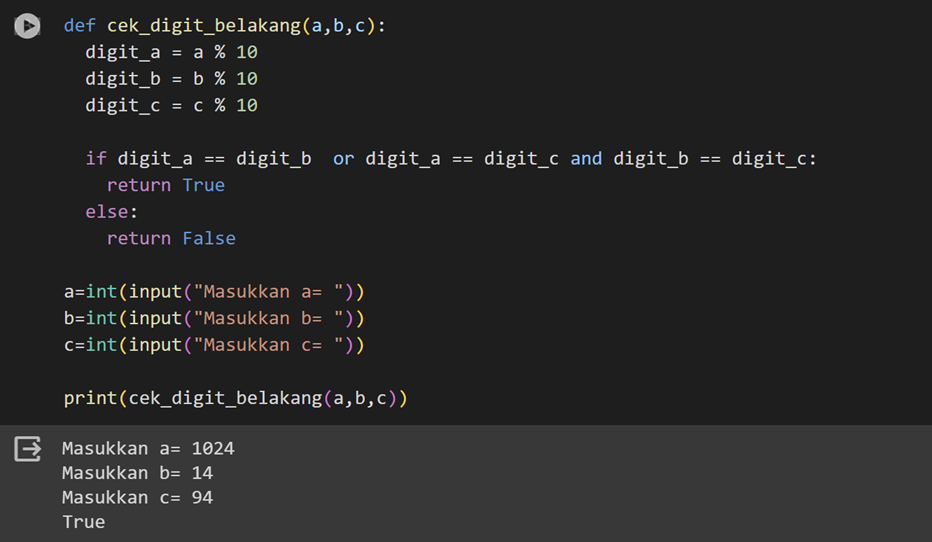 def cek_digit_belakang(a,b,c):
  digit_a = a % 10
  digit_b = b % 10
  digit_c = c % 10

  if digit_a == digit_b  or digit_a == digit_c and digit_b == digit_c:
    return True
  else:
    return False

a=int(input("Masukkan a= "))
b=int(input("Masukkan b= "))
c=int(input("Masukkan c= "))

print(cek_digit_belakang(a,b,c))
Masukkan a= 1024
Masukkan b= 14
Masukkan c= 94
True